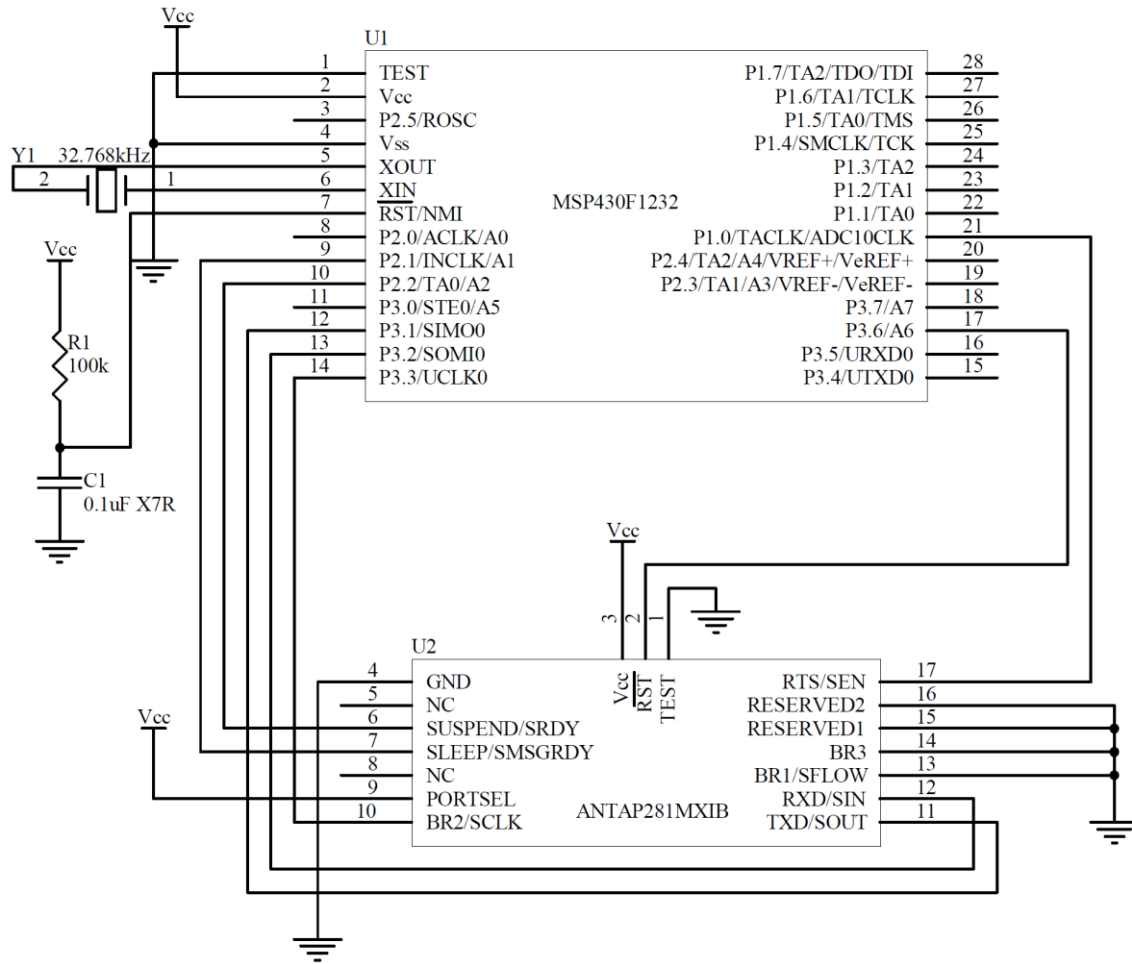 Vcc
U1
1 TEST
2 Vcc
3 P2.5/ROSC
4 Vss
5 XOUT
6 XIN
7 RST/NMI
8 P2.0/ACLK/A0
9 P2.1/INCLK/A1
10 P2.2/TA0/A2
11 P3.0/STE0/A5
12 P3.1/SIMO0
13 P3.2/SOMI0
14 P3.3/UCLK0
MSP430F1232
P1.7/TA2/TDO/TDI 28
P1.6/TA1/TCLK 27
P1.5/TA0/TMS 26
P1.4/SMCLK/TCK 25
P1.3/TA2 24
P1.2/TA1 23
P1.1/TA0 22
P1.0/TACLK/ADC10CLK 21
P2.4/TA2/A4/VREF+/VeREF+ 20
P2.3/TA1/A3/VREF-/VeREF- 19
P3.7/A7 18
P3.6/A6 17
P3.5/URXD0 16
P3.4/UTXD0 15
Y1 32.768kHz
2 1
Vcc
R1
100k
C1
0.1uF X7R
Vcc
3 2 1
Vcc RST TEST
U2
4 GND
5 NC
6 SUSPEND/SRDY
7 SLEEP/SMSGRDY
8 NC
9 PORTSEL
10 BR2/SCLK
Vcc
ANTAP281MXIB
RTS/SEN 17
RESERVED2 16
RESERVED1 15
BR3 14
BR1/SFLOW 13
RXD/SIN 12
TXD/SOUT 11